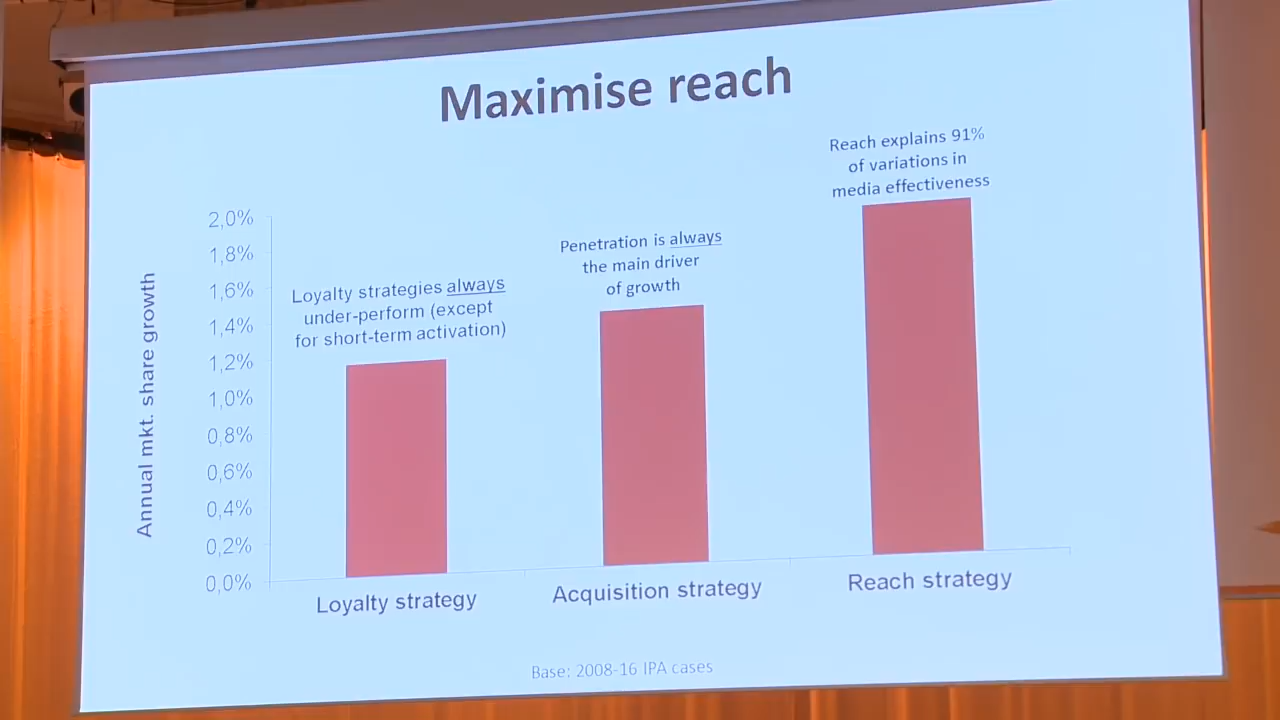 Maximise reach
Reach explains 91%
of variations in
media effectiveness
Penetration is always
the main driver
of growth
Loyalty strategies always
under-perform (except
for short-term activation)
Annual mkt. share growth
2,0%
1,8%
1,6%
1,4%
1,2%
1,0%
0,8%
0,6%
0,4%
0,2%
0,0%
Loyalty strategy
Acquisition strategy
Reach strategy
Base: 2008-16 IPA cases